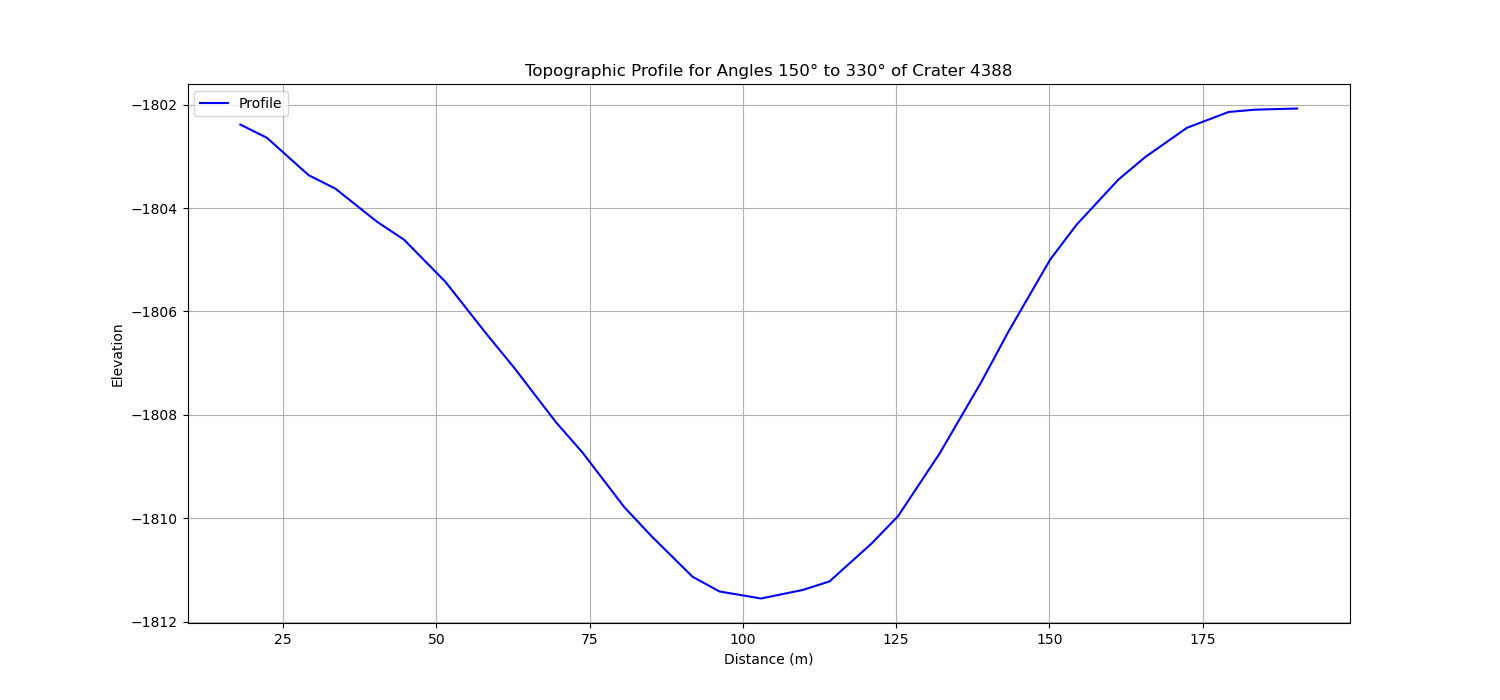 Topographic Profile for Angles 150° to 330° of Crater 4388
Profile
−1802
−1804
−1806
−1808
−1810
−1812
Elevation
25 50 75 100 125 150 175
Distance (m)